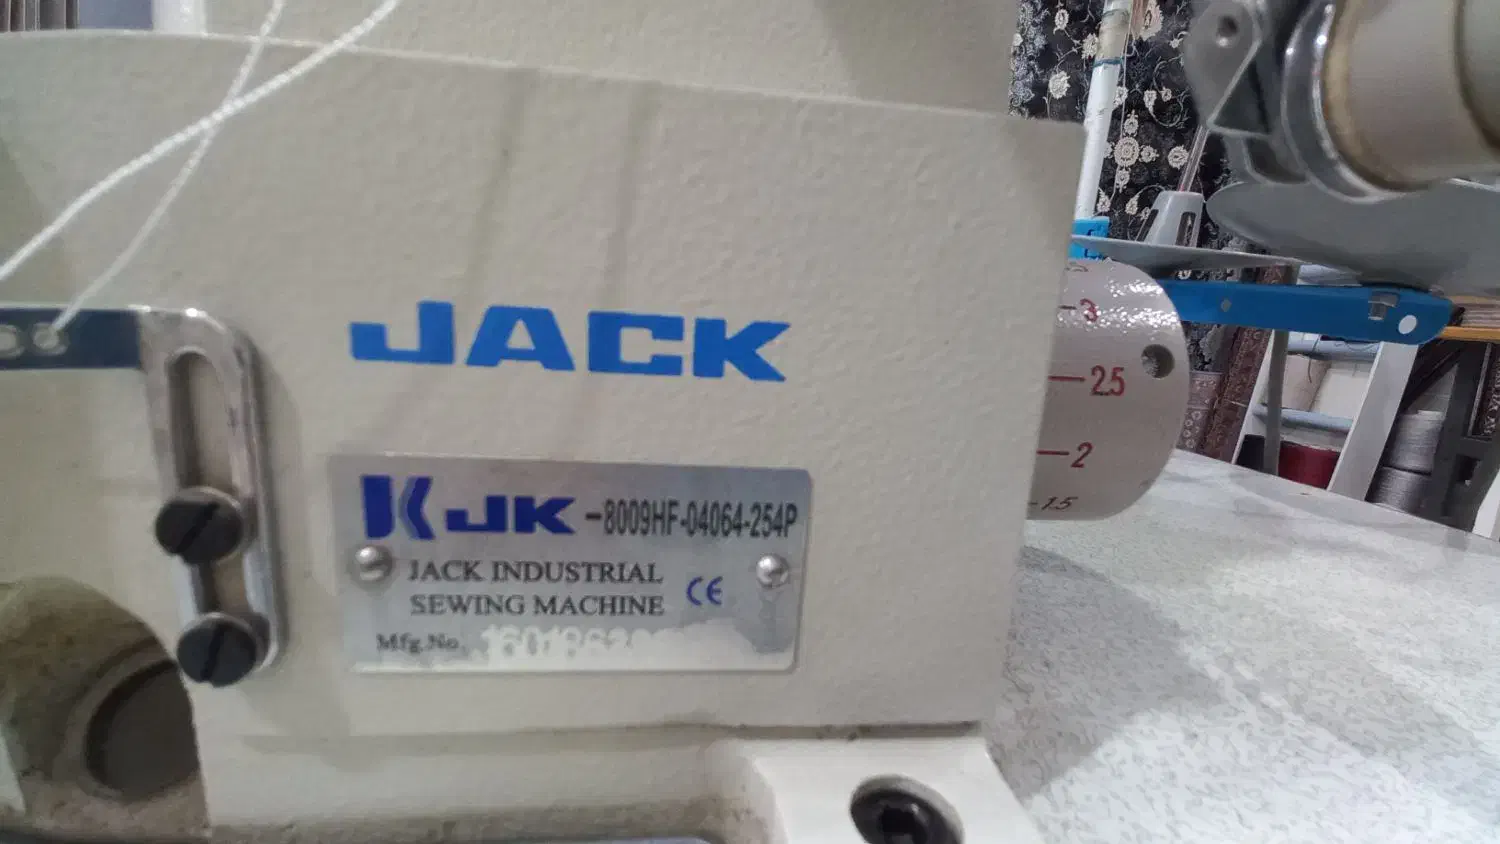 JACK
JK -8009HF-04064-254P
JACK INDUSTRIAL
SEWING MACHINE
CE
Mfg.No.
3
2.5
2
1.5